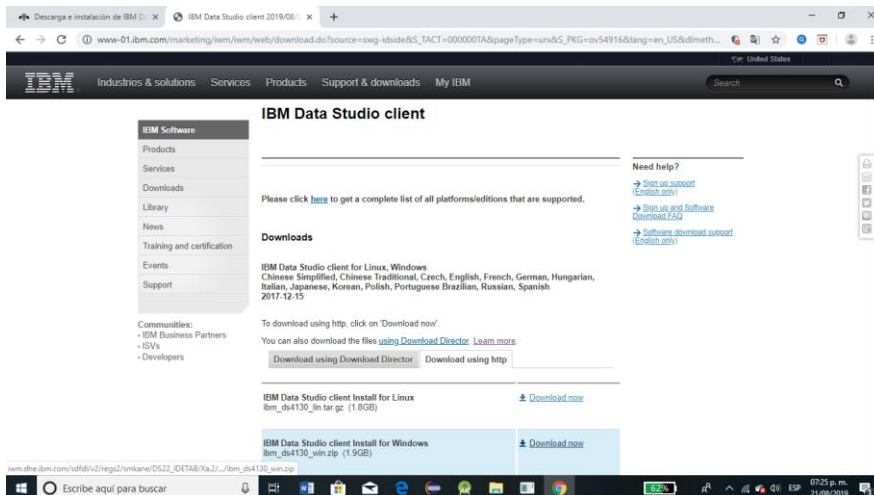 Descarga e instalación de IBM D
IBM Data Studio client 2019/08/
www-01.ibm.com/marketing/iwm/iwm/web/download.do?source=swg-idside&S_TACT=000000TA&pageType=urx&S_PKG=ov54916&lang=en_US&dlmeth...
United States
IBM
Industries & solutions Services Products Support & downloads My IBM
Search
IBM Data Studio client
IBM Software
Products
Services
Downloads
Library
News
Training and certification
Events
Support
Communities:
- IBM Business Partners
- ISVs
- Developers
Please click here to get a complete list of all platforms/editions that are supported.
Downloads
IBM Data Studio client for Linux, Windows
Chinese Simplified, Chinese Traditional, Czech, English, French, German, Hungarian,
Italian, Japanese, Korean, Polish, Portuguese Brazilian, Russian, Spanish
2017-12-15
To download using http, click on 'Download now'.
You can also download the files using Download Director. Learn more.
Download using Download Director Download using http
IBM Data Studio client Install for Linux
ibm_ds4130_lin.tar.gz (1.8GB)
Download now
IBM Data Studio client Install for Windows
ibm_ds4130_win.zip (1.9GB)
Download now
Need help?
Sign up support
(English only)
Sign up and Software
Download FAQ
Software download support
(English only)
iwm.dhe.ibm.com/sdfdl/v2/regs2/smkane/DS22_IDETAB/Xa.2/.../ibm_ds4130_win.zip
Escribe aquí para buscar
62%
ESP
07:25 p. m.
21/08/2019